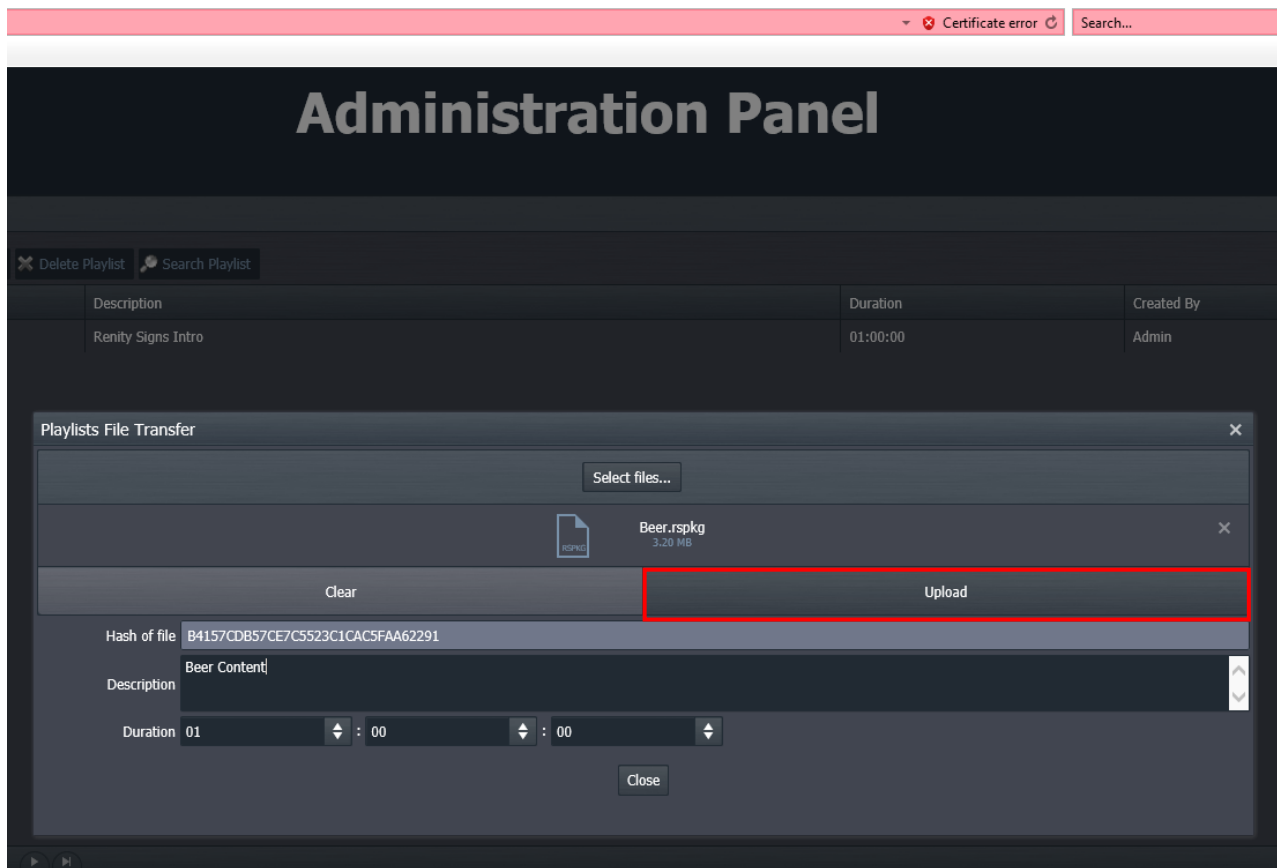 Certificate error Search...
Administration Panel
Delete Playlist Search Playlist
Description Duration Created By
Renity Signs Intro 01:00:00 Admin
Playlists File Transfer
Select files...
RSPKG
Beer.rspkg
3.20 MB
Clear Upload
Hash of file B4157CDB57CE7C5523C1CAC5FAA62291
Description Beer Content
Duration 01 : 00 : 00
Close